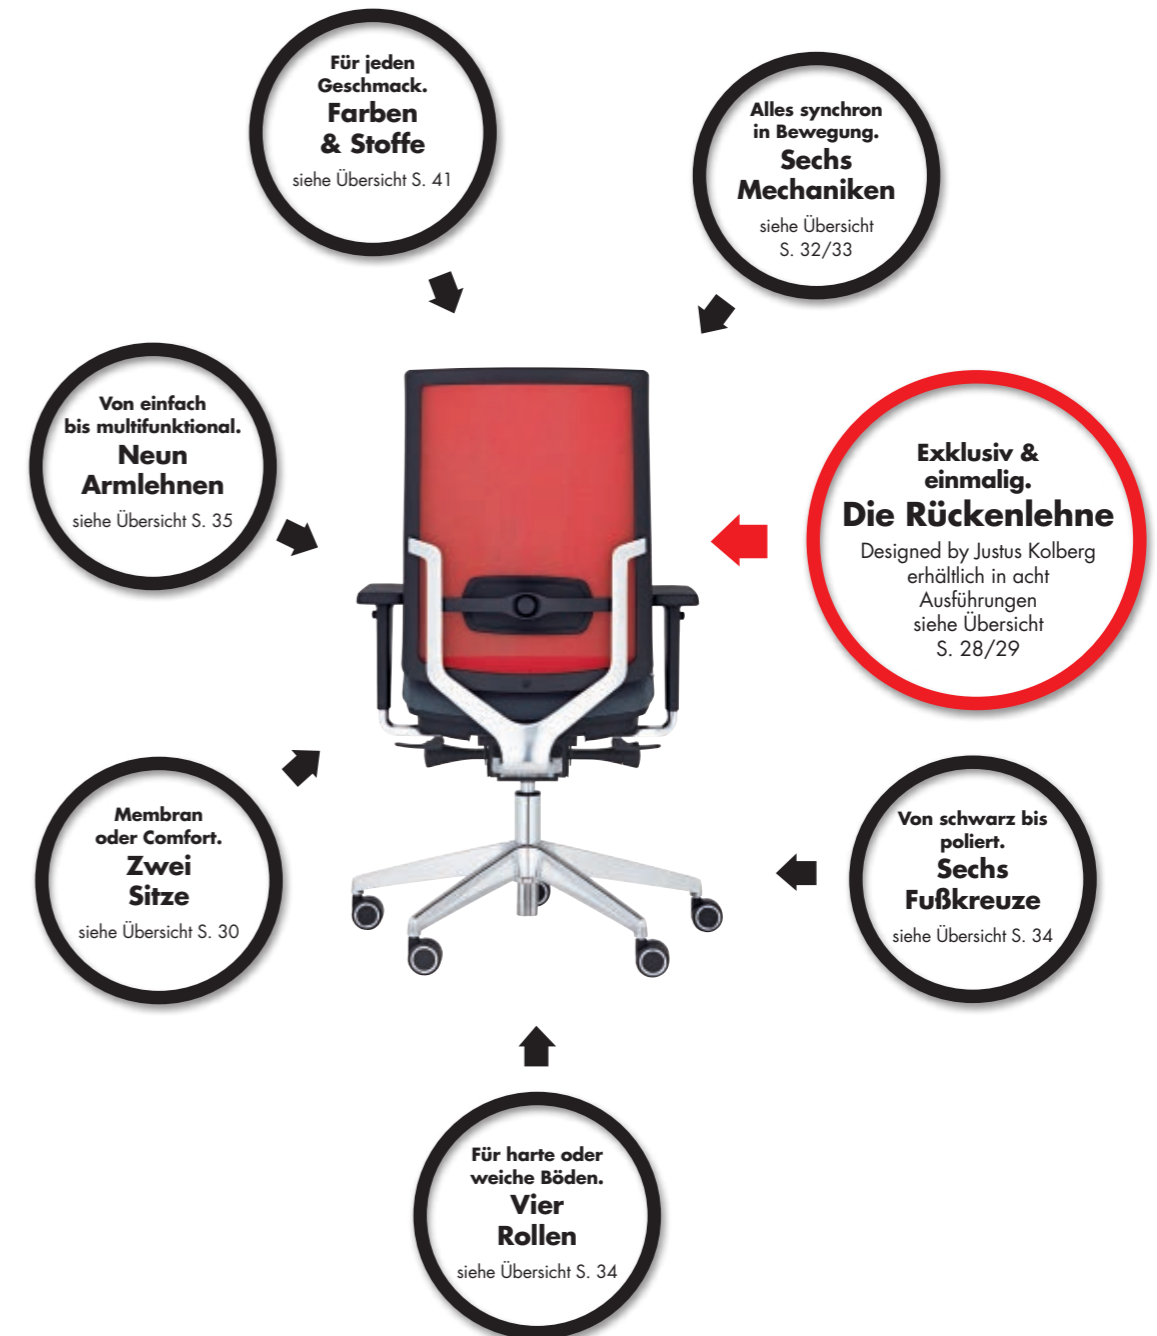 Für jeden
Geschmack.
Farben
& Stoffe
siehe Übersicht S. 41
Alles synchron
in Bewegung.
Sechs
Mechaniken
siehe Übersicht
S. 32/33
Von einfach
bis multifunktional.
Neun
Armlehnen
siehe Übersicht S. 35
Exklusiv &
einmalig.
Die Rückenlehne
Designed by Justus Kolberg
erhältlich in acht
Ausführungen
siehe Übersicht
S. 28/29
Membran
oder Comfort.
Zwei
Sitze
siehe Übersicht S. 30
Von schwarz bis
poliert.
Sechs
Fußkreuze
siehe Übersicht S. 34
Für harte oder
weiche Böden.
Vier
Rollen
siehe Übersicht S. 34